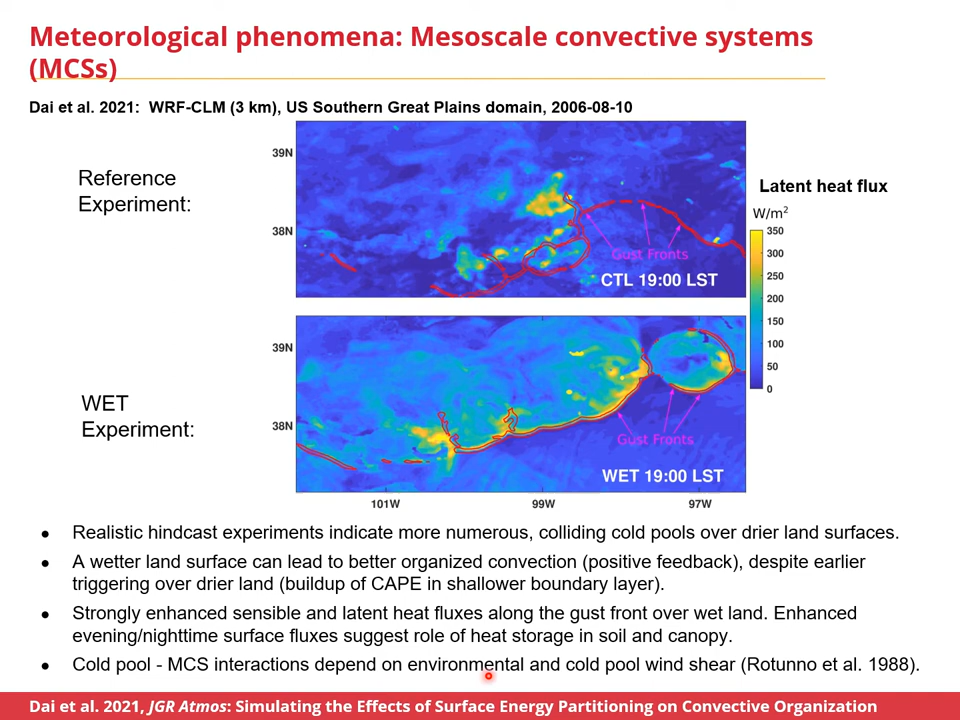 Meteorological phenomena: Mesoscale convective systems
(MCSs)
Dai et al. 2021:  WRF-CLM (3 km), US Southern Great Plains domain, 2006-08-10
Reference
Experiment:
39N
38N
Gust Fronts
CTL 19:00 LST
Latent heat flux
W/m²
350
300
250
200
150
100
50
0
WET
Experiment:
39N
38N
Gust Fronts
WET 19:00 LST
101W 99W 97W
● Realistic hindcast experiments indicate more numerous, colliding cold pools over drier land surfaces.
● A wetter land surface can lead to better organized convection (positive feedback), despite earlier
triggering over drier land (buildup of CAPE in shallower boundary layer).
● Strongly enhanced sensible and latent heat fluxes along the gust front over wet land. Enhanced
evening/nighttime surface fluxes suggest role of heat storage in soil and canopy.
● Cold pool - MCS interactions depend on environmental and cold pool wind shear (Rotunno et al. 1988).
Dai et al. 2021, JGR Atmos: Simulating the Effects of Surface Energy Partitioning on Convective Organization